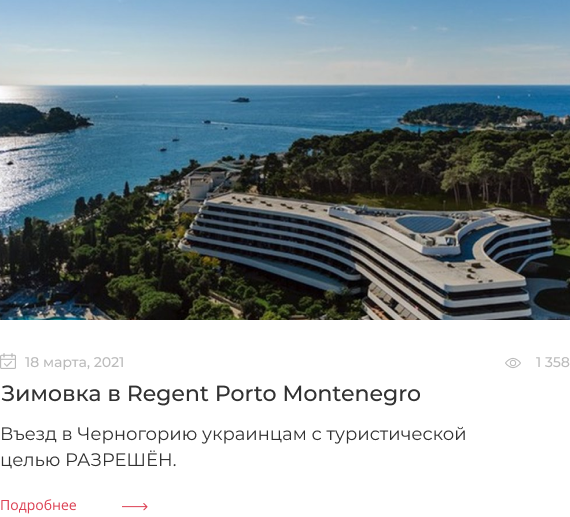 18 марта, 2021
1 358
Зимовка в Regent Porto Montenegro
Въезд в Черногорию украинцам с туристической
целью РАЗРЕШЁН.
Подробнее